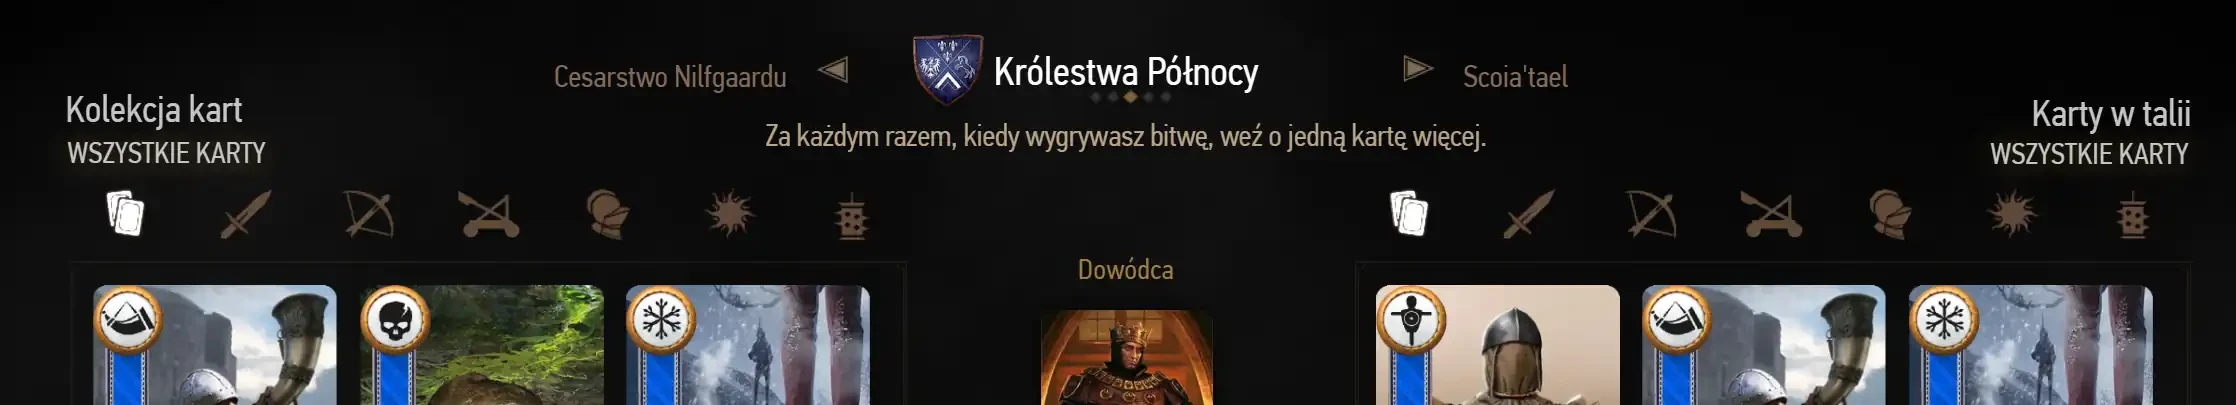 Cesarstwo Nilfgaardu
Królestwa Północy
Scoia'tael
Za każdym razem, kiedy wygrywasz bitwę, weź o jedną kartę więcej.
Kolekcja kart
WSZYSTKIE KARTY
Karty w talii
WSZYSTKIE KARTY
Dowódca